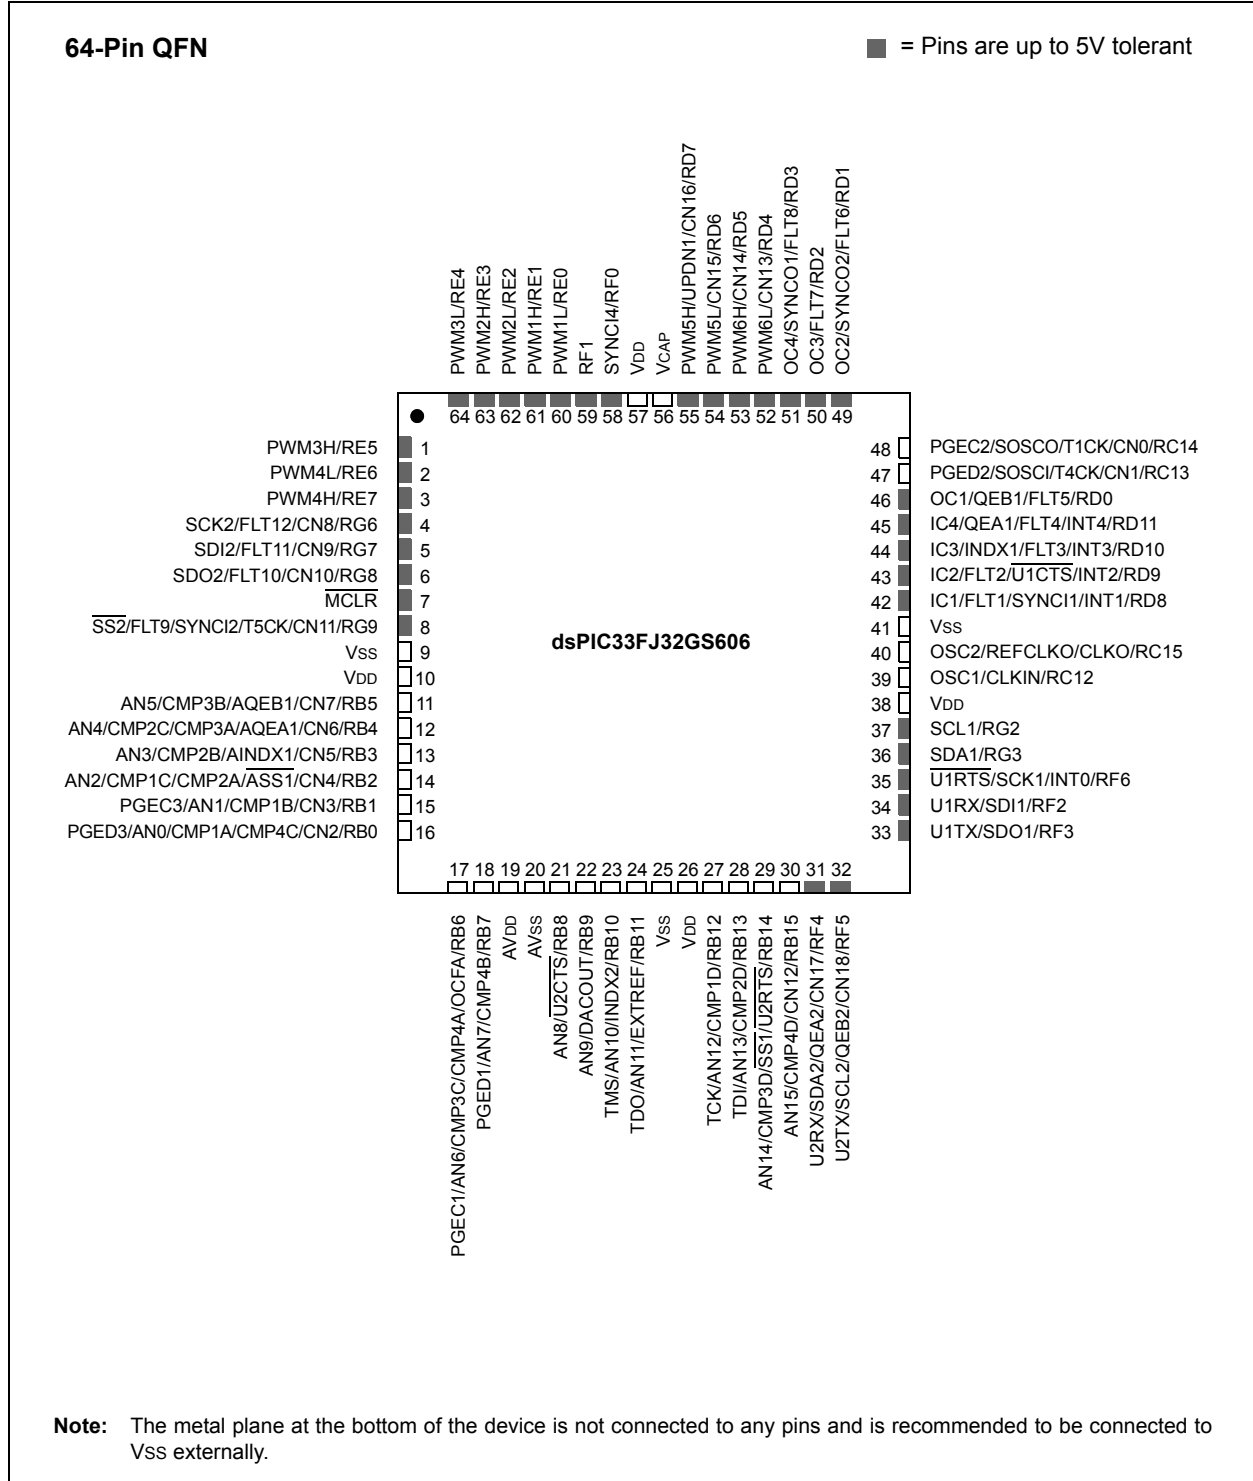 64-Pin QFN
= Pins are up to 5V tolerant
PWM3L/RE4
PWM2H/RE3
PWM2L/RE2
PWM1H/RE1
PWM1L/RE0
RF1
SYNCI4/RF0
VDD
VCAP
PWM5H/UPDN1/CN16/RD7
PWM5L/CN15/RD6
PWM6H/CN14/RD5
PWM6L/CN13/RD4
OC4/SYNCO1/FLT8/RD3
OC3/FLT7/RD2
OC2/SYNCO2/FLT6/RD1
64 63 62 61 60 59 58 57 56 55 54 53 52 51 50 49
PWM3H/RE5 1
PWM4L/RE6 2
PWM4H/RE7 3
SCK2/FLT12/CN8/RG6 4
SDI2/FLT11/CN9/RG7 5
SDO2/FLT10/CN10/RG8 6
MCLR 7
SS2/FLT9/SYNCI2/T5CK/CN11/RG9 8
VSS 9
VDD 10
AN5/CMP3B/AQEB1/CN7/RB5 11
AN4/CMP2C/CMP3A/AQEA1/CN6/RB4 12
AN3/CMP2B/AINDX1/CN5/RB3 13
AN2/CMP1C/CMP2A/ASS1/CN4/RB2 14
PGEC3/AN1/CMP1B/CN3/RB1 15
PGED3/AN0/CMP1A/CMP4C/CN2/RB0 16
dsPIC33FJ32GS606
48 PGEC2/SOSCO/T1CK/CN0/RC14
47 PGED2/SOSCI/T4CK/CN1/RC13
46 OC1/QEB1/FLT5/RD0
45 IC4/QEA1/FLT4/INT4/RD11
44 IC3/INDX1/FLT3/INT3/RD10
43 IC2/FLT2/U1CTS/INT2/RD9
42 IC1/FLT1/SYNCI1/INT1/RD8
41 VSS
40 OSC2/REFCLKO/CLKO/RC15
39 OSC1/CLKIN/RC12
38 VDD
37 SCL1/RG2
36 SDA1/RG3
35 U1RTS/SCK1/INT0/RF6
34 U1RX/SDI1/RF2
33 U1TX/SDO1/RF3
17 18 19 20 21 22 23 24 25 26 27 28 29 30 31 32
PGEC1/AN6/CMP3C/CMP4A/OCFA/RB6
PGED1/AN7/CMP4B/RB7
AVDD
AVSS
AN8/U2CTS/RB8
AN9/DACOUT/RB9
TMS/AN10/INDX2/RB10
TDO/AN11/EXTREF/RB11
VSS
VDD
TCK/AN12/CMP1D/RB12
TDI/AN13/CMP2D/RB13
AN14/CMP3D/SS1/U2RTS/RB14
AN15/CMP4D/CN12/RB15
U2RX/SDA2/QEA2/CN17/RF4
U2TX/SCL2/QEB2/CN18/RF5
Note: The metal plane at the bottom of the device is not connected to any pins and is recommended to be connected to
VSS externally.